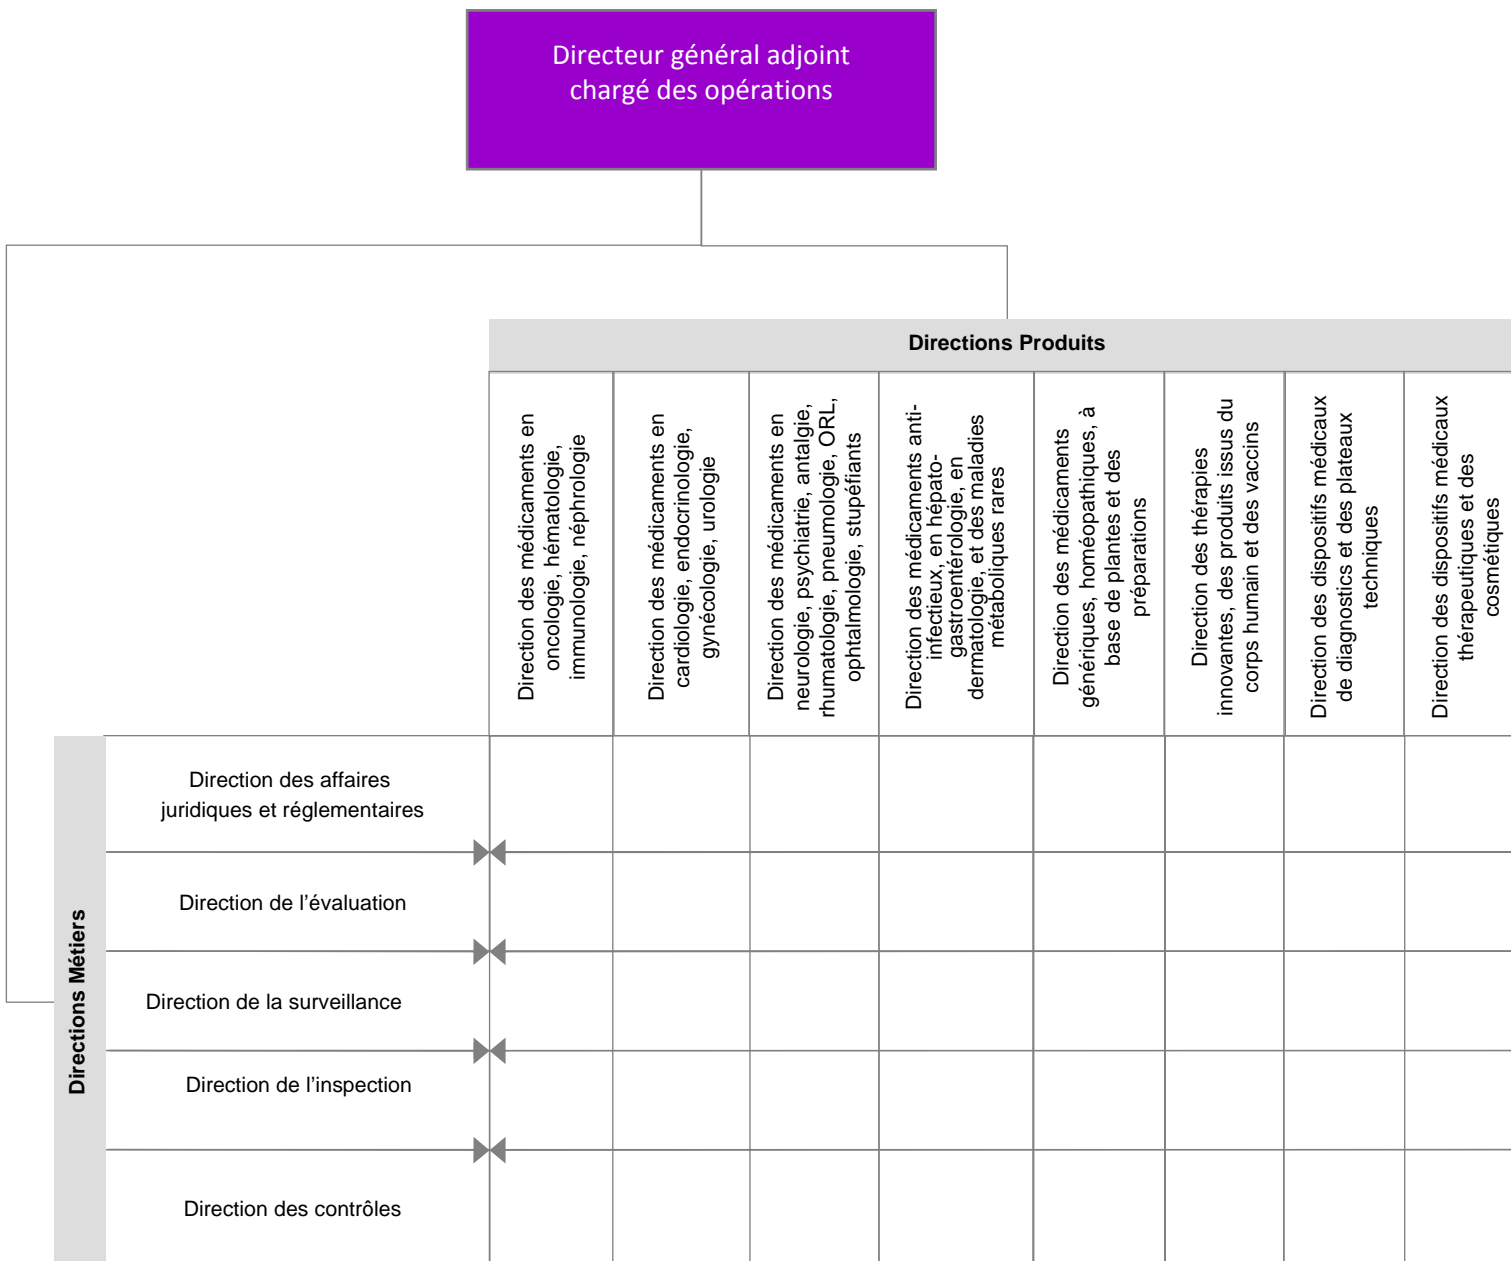 Directeur général adjoint
chargé des opérations
Directions Produits
Direction des médicaments en
oncologie, hématologie,
immunologie, néphrologie
Direction des médicaments en
cardiologie, endocrinologie,
gynécologie, urologie
Direction des médicaments en
neurologie, psychiatrie, antalgie,
rhumatologie, pneumologie, ORL,
ophtalmologie, stupéfiants
Direction des médicaments anti-
infectieux, en hépato-
gastroentérologie, en
dermatologie, et des maladies
métaboliques rares
Direction des médicaments
génériques, homéopathiques, à
base de plantes et des
préparations
Direction des thérapies
innovantes, des produits issus du
corps humain et des vaccins
Direction des dispositifs médicaux
de diagnostics et des plateaux
techniques
Direction des dispositifs médicaux
thérapeutiques et des
cosmétiques
Directions Métiers
Direction des affaires
juridiques et réglementaires
Direction de l’évaluation
Direction de la surveillance
Direction de l’inspection
Direction des contrôles